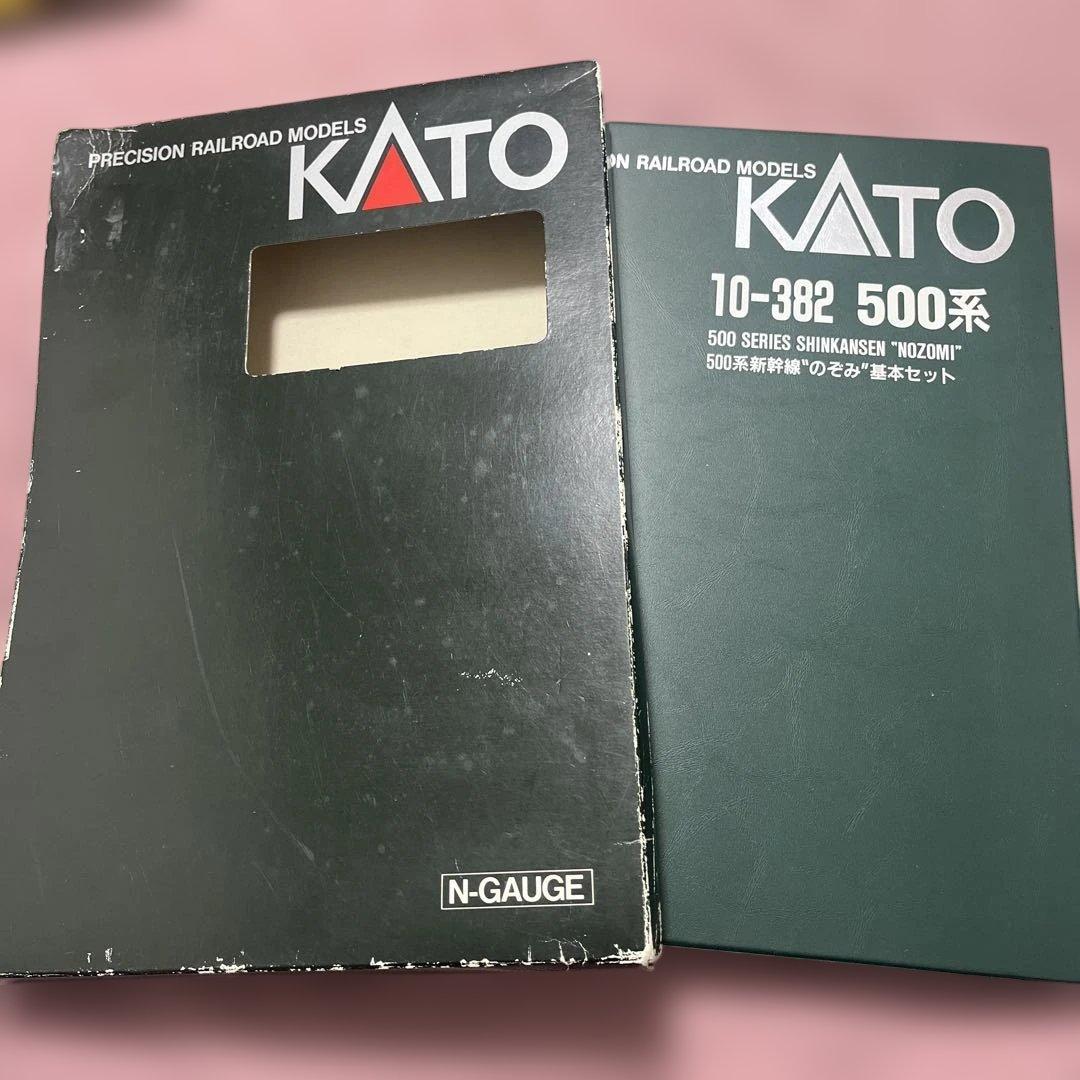 PRECISION RAILROAD MODELS
KATO
N-GAUGE
ON RAILROAD MODELS
KATO
10-382 500系
500 SERIES SHINKANSEN "NOZOMI"
500系新幹線"のぞみ"基本セット